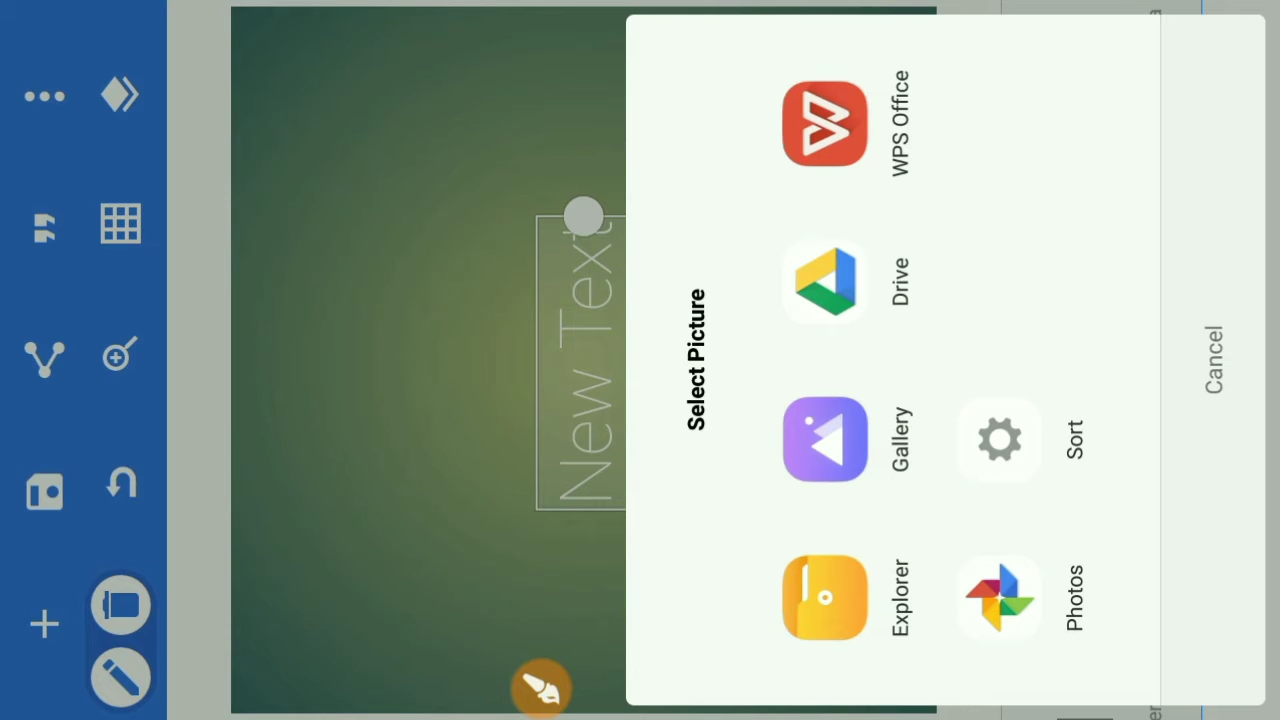 New Text
Select Picture
Explorer
Gallery
Drive
WPS Office
Photos
Sort
Cancel